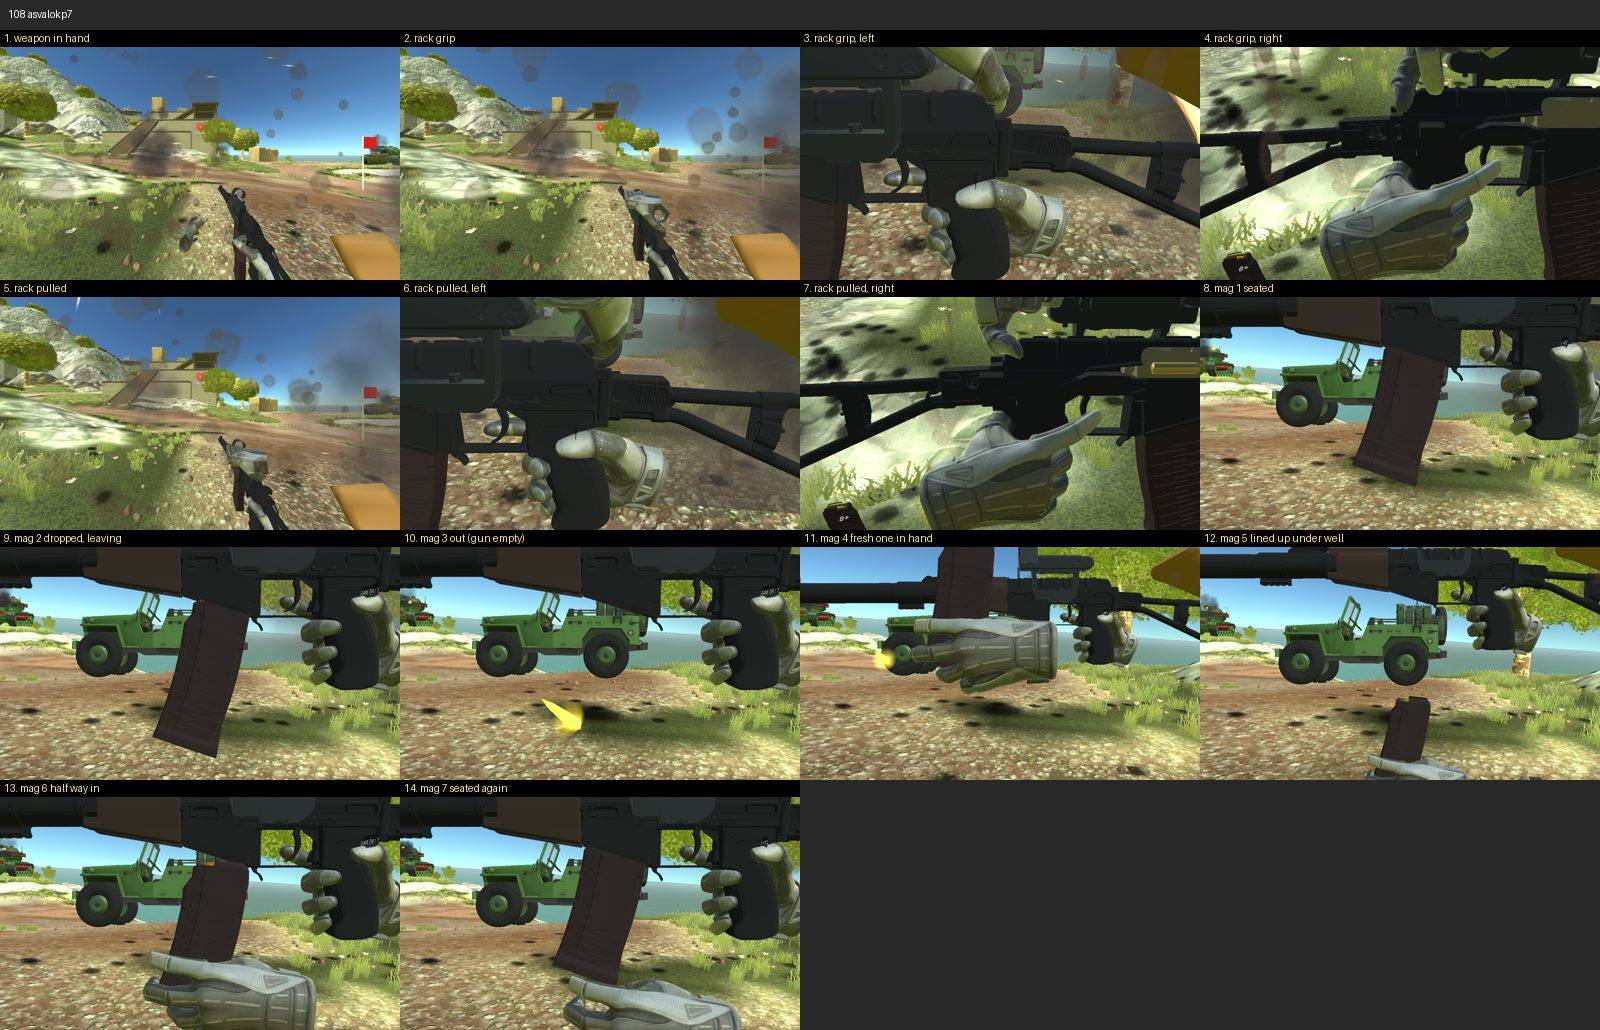 108 asvalokp7
1. weapon in hand
2. rack grip
3. rack grip, left
4. rack grip, right
8+
5. rack pulled
6. rack pulled, left
7. rack pulled, right
8+
8. mag 1 seated
9. mag 2 dropped, leaving
10. mag 3 out (gun empty)
11. mag 4 fresh one in hand
12. mag 5 lined up under well
13. mag 6 half way in
14. mag 7 seated again